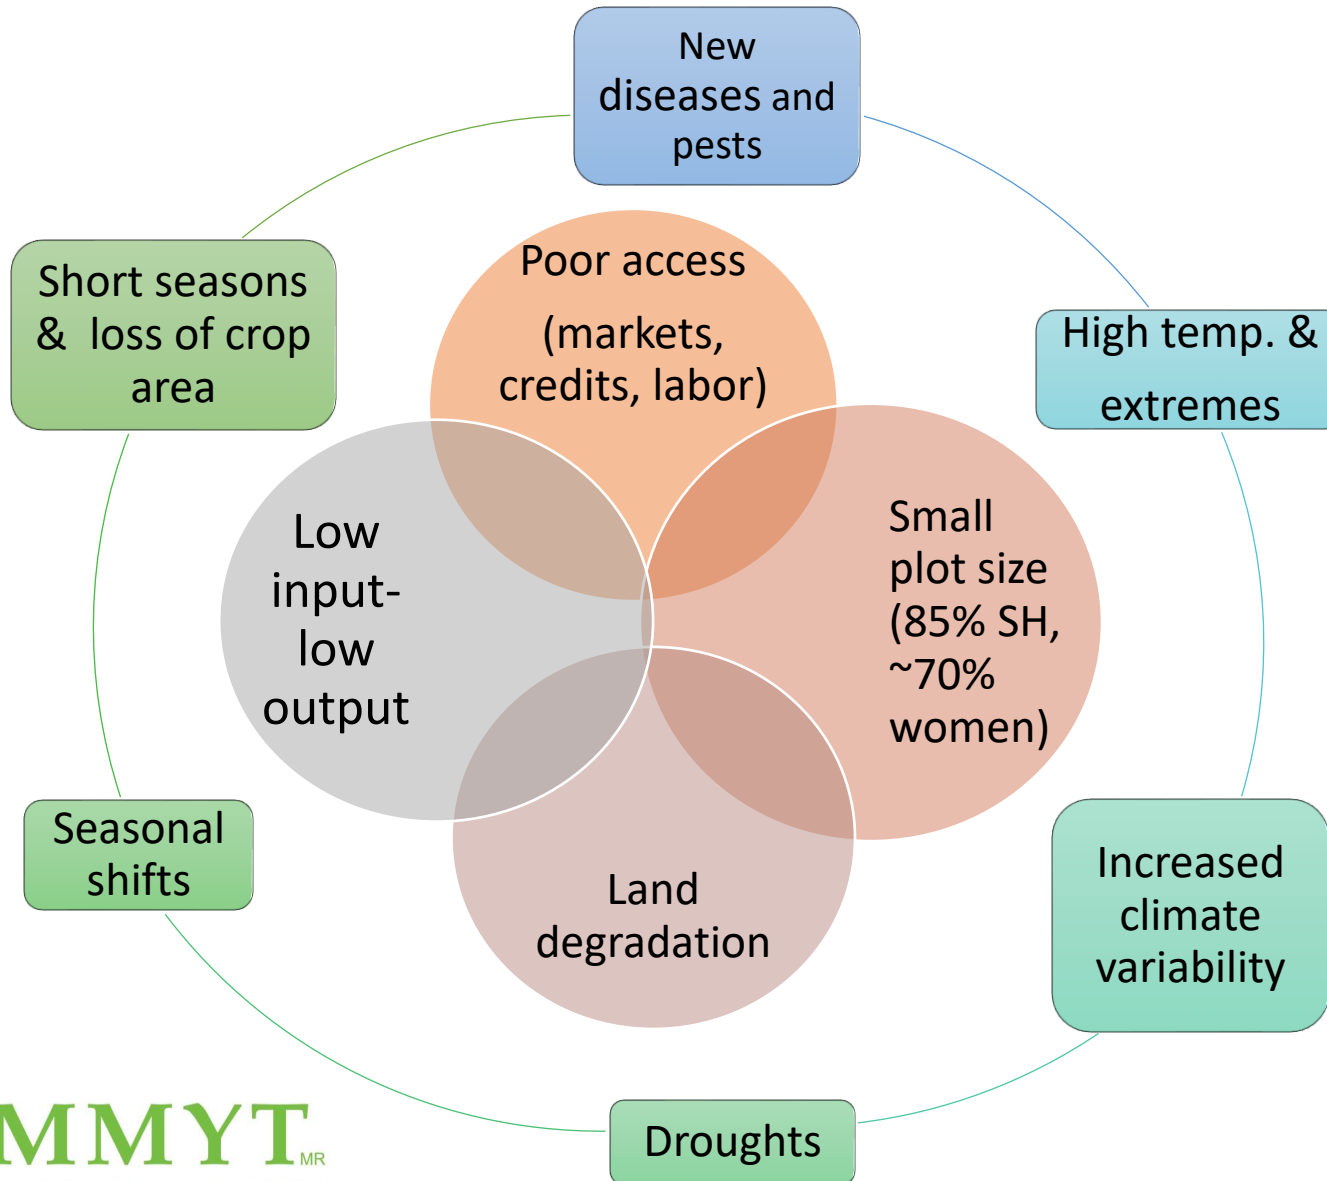 New
diseases and
pests
Short seasons
& loss of crop
area
Poor access
(markets,
credits, labor)
High temp. &
extremes
Low
input-
low
output
Small
plot size
(85% SH,
~70%
women)
Seasonal
shifts
Land
degradation
Increased
climate
variability
Droughts
MMYT
MR